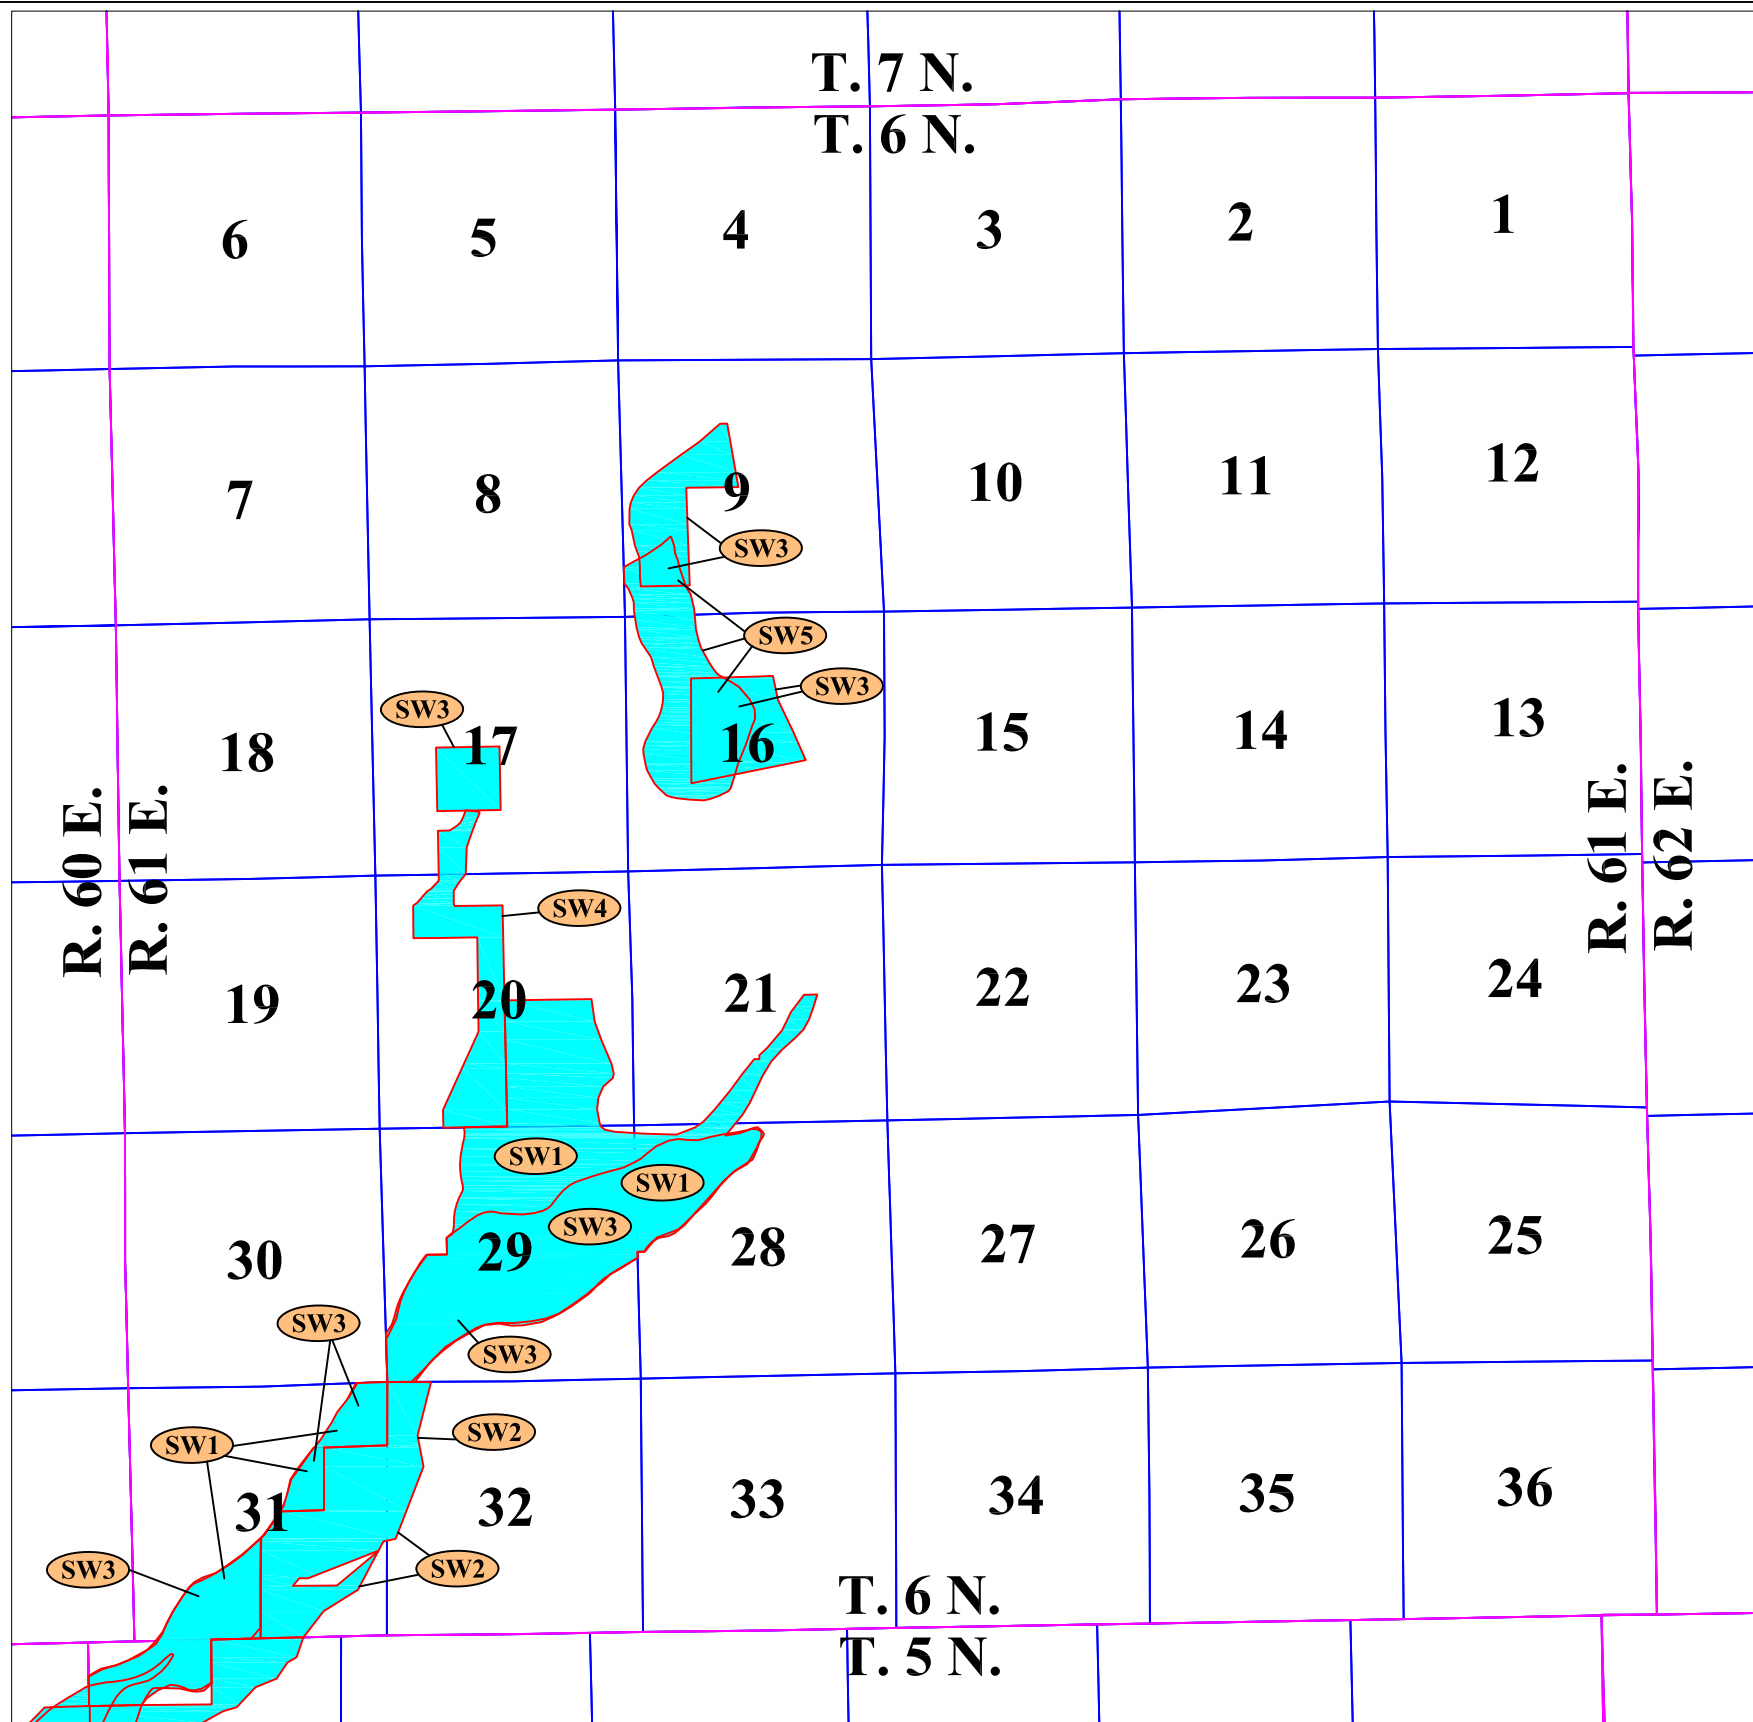 T. 7 N.
T. 6 N.
6 5 4 3 2 1
7 8 9 10 11 12
SW3
SW5
SW3
SW3
18 17 16 15 14 13
R. 60 E.
R. 61 E.
R. 61 E.
R. 62 E.
SW4
19 20 21 22 23 24
SW1
SW1
SW3
30 29 28 27 26 25
SW3
SW3
SW2
SW1
31 32 33 34 35 36
SW3
SW2
T. 6 N.
T. 5 N.